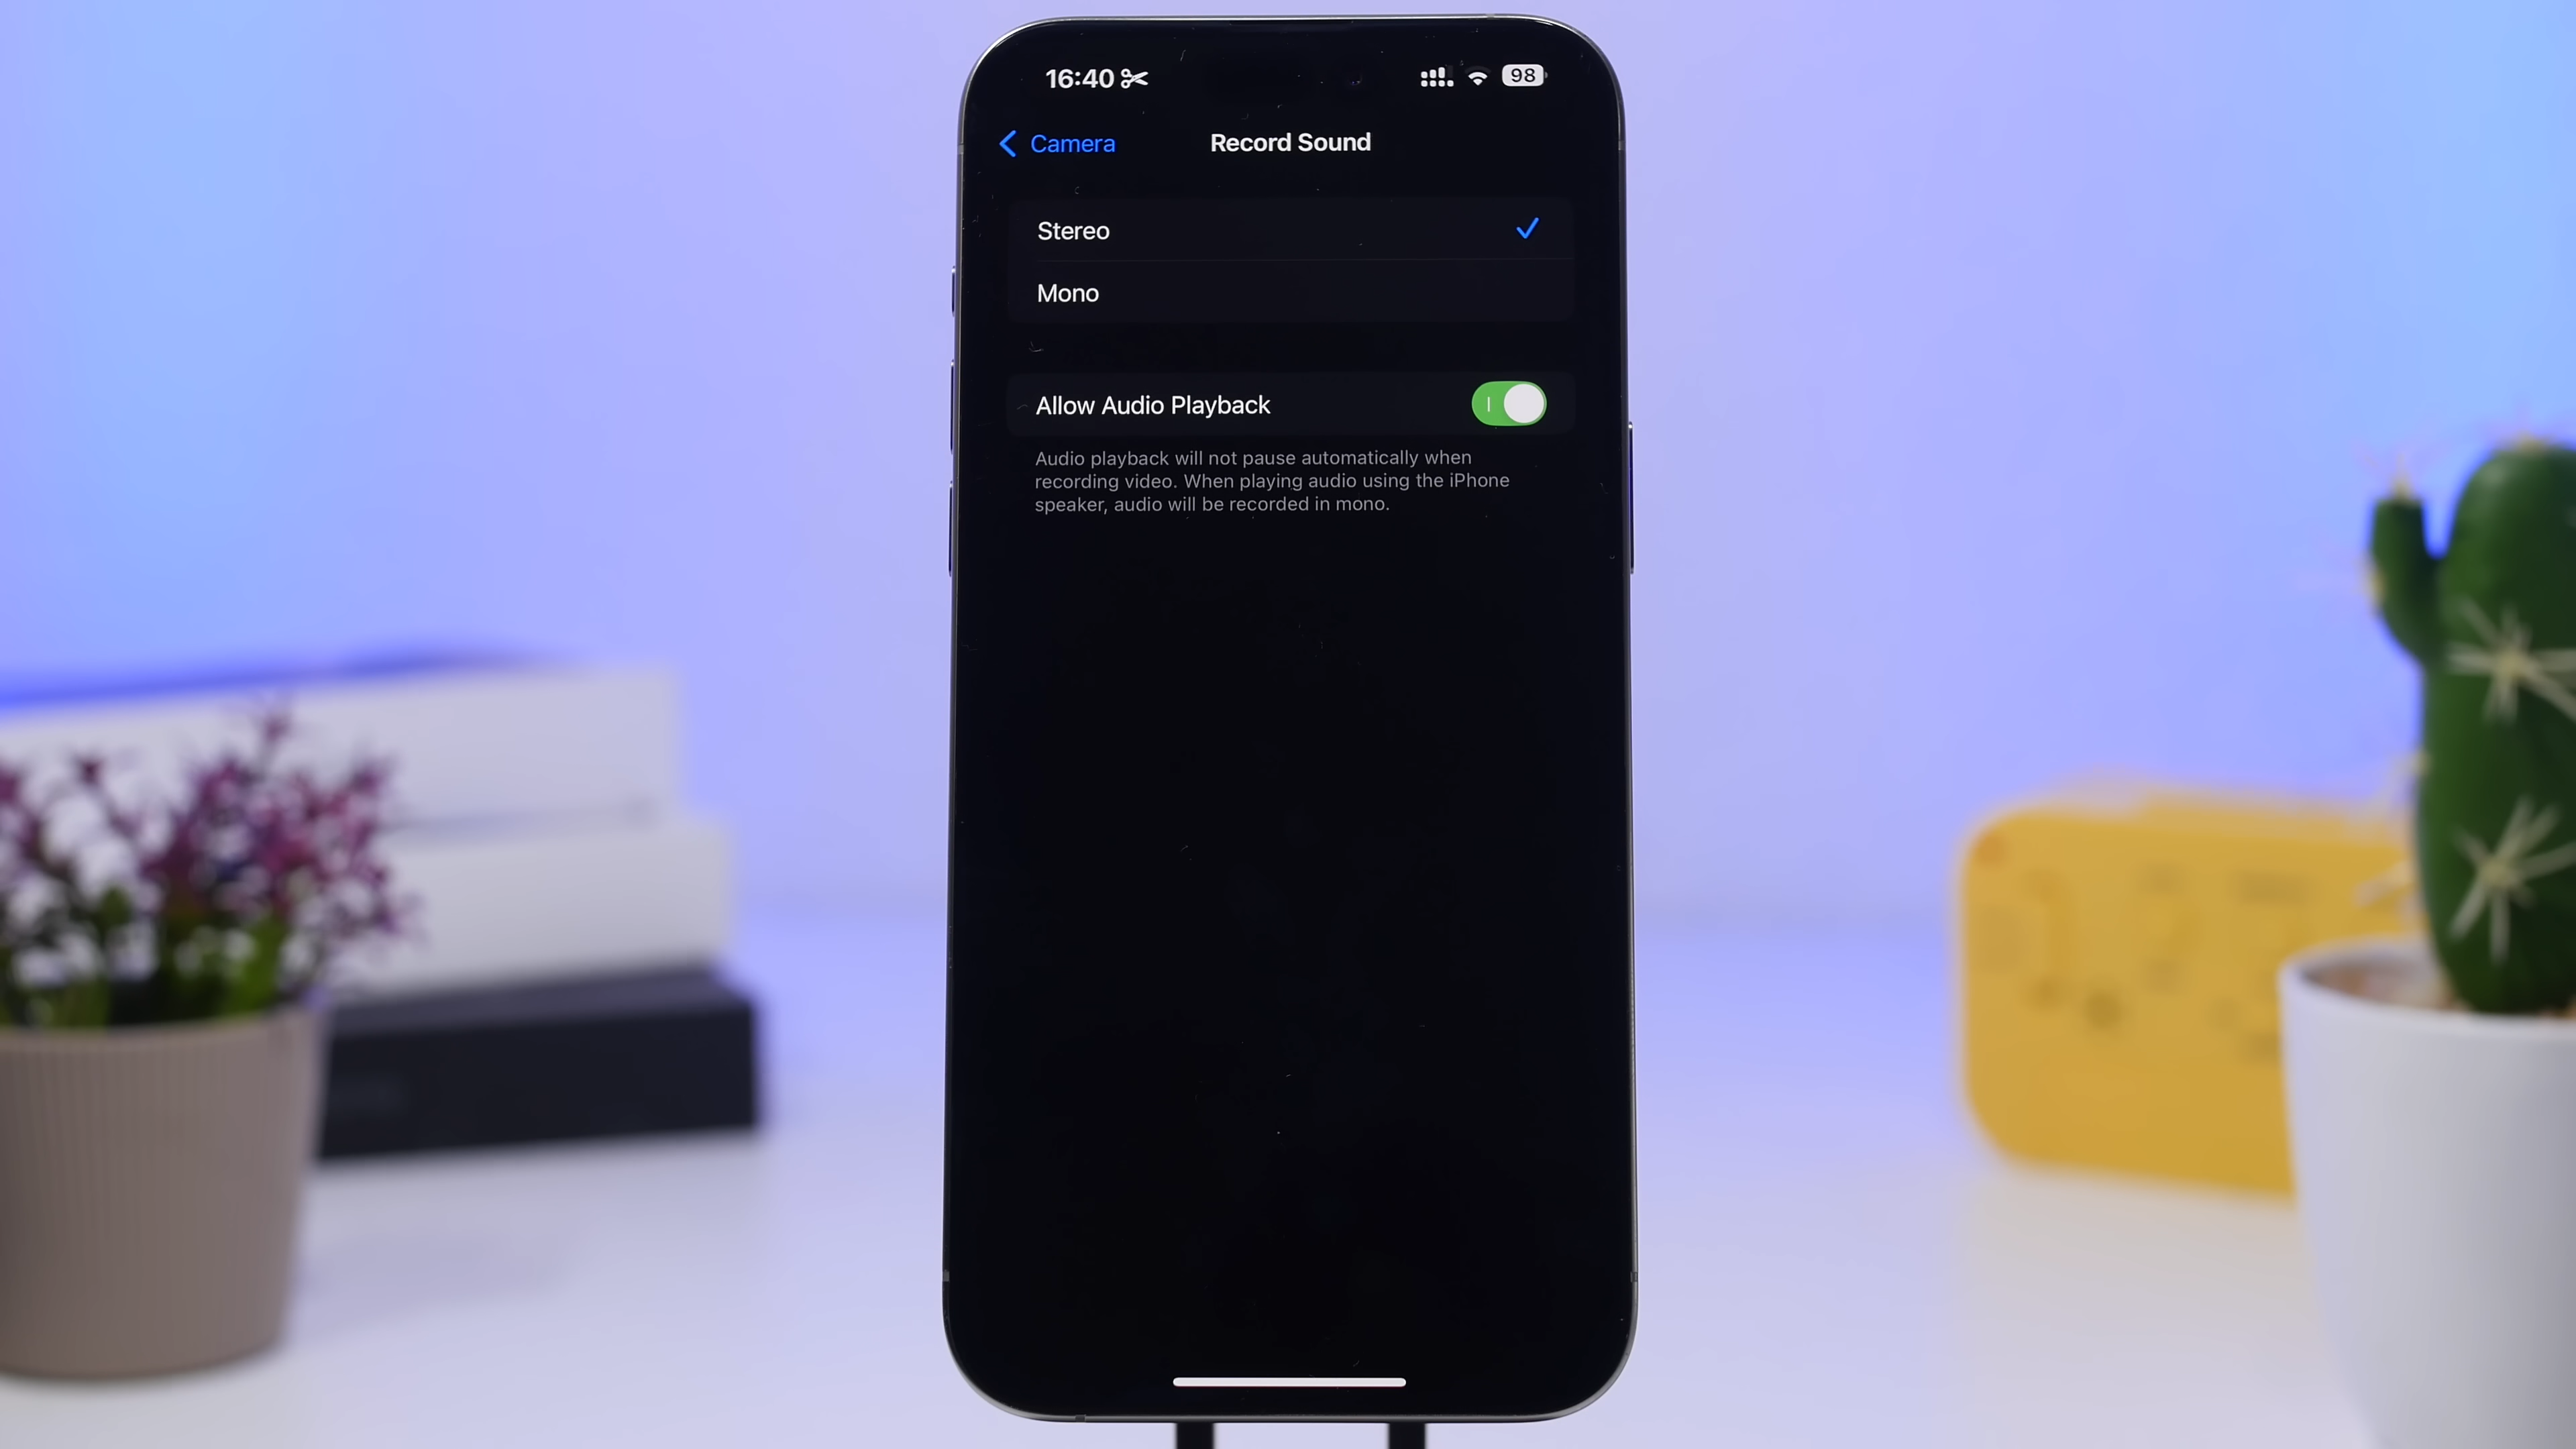 16:40
98
Camera
Record Sound
Stereo
Mono
Allow Audio Playback
Audio playback will not pause automatically when
recording video. When playing audio using the iPhone
speaker, audio will be recorded in mono.